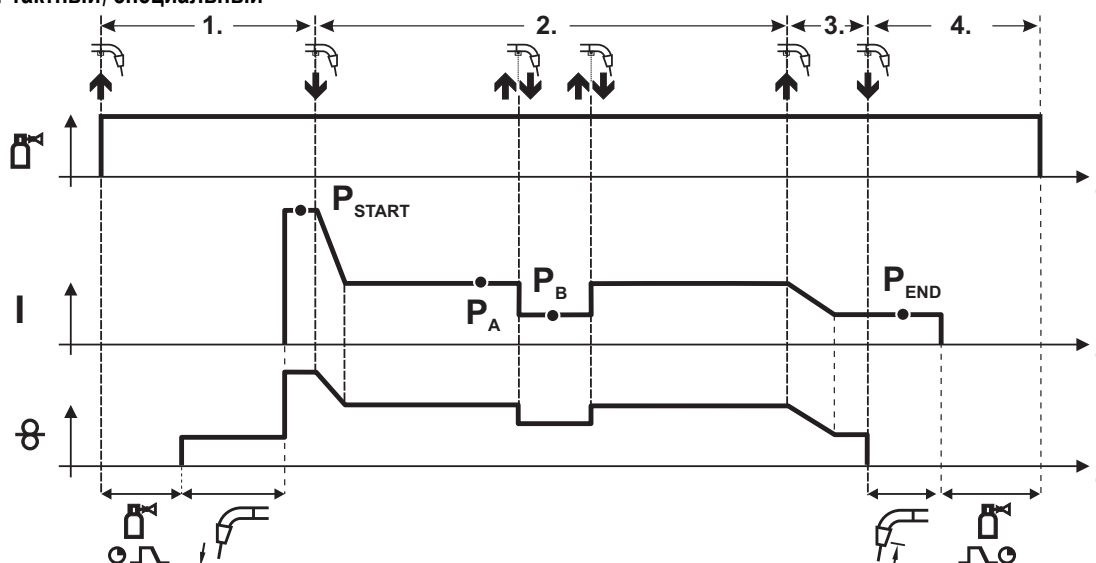 тактный/специальный
1. 2. 3. 4.
P_START
P_A
P_B
P_END
I